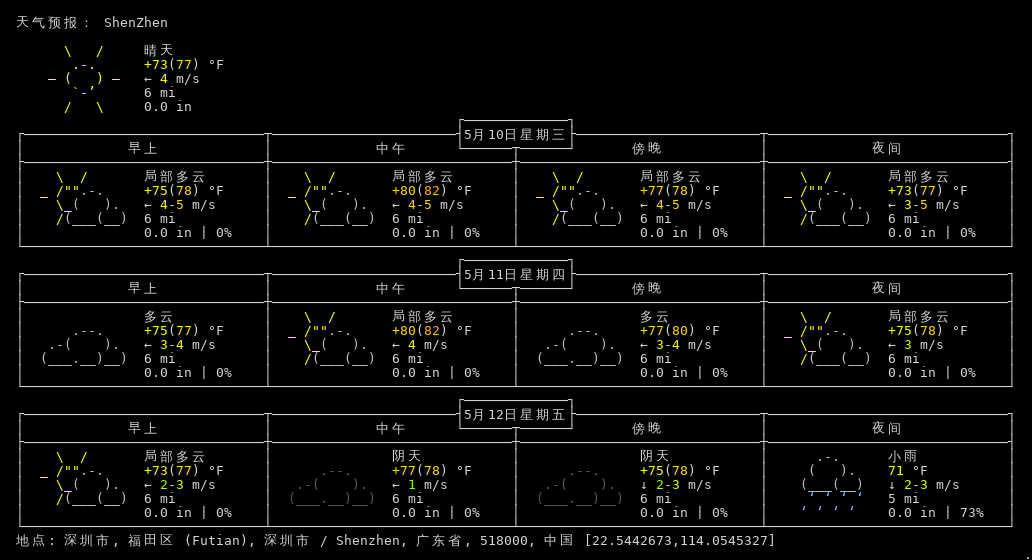 天气预报： ShenZhen
晴天
+73(77) °F
← 4 m/s
6 mi
0.0 in
5月10日星期三
早上 中午 傍晚 夜间
局部多云 局部多云 局部多云 局部多云
+75(78) °F +80(82) °F +77(78) °F +73(77) °F
← 4-5 m/s ← 4-5 m/s ← 4-5 m/s ← 3-5 m/s
6 mi 6 mi 6 mi 6 mi
0.0 in | 0% 0.0 in | 0% 0.0 in | 0% 0.0 in | 0%
5月11日星期四
早上 中午 傍晚 夜间
多云 局部多云 多云 局部多云
+75(77) °F +80(82) °F +77(80) °F +75(78) °F
← 3-4 m/s ← 4 m/s ← 3-4 m/s ← 3 m/s
6 mi 6 mi 6 mi 6 mi
0.0 in | 0% 0.0 in | 0% 0.0 in | 0% 0.0 in | 0%
5月12日星期五
早上 中午 傍晚 夜间
局部多云 阴天 阴天 小雨
+73(77) °F +77(78) °F +75(78) °F 71 °F
← 2-3 m/s ← 1 m/s ↓ 2-3 m/s ↓ 2-3 m/s
6 mi 6 mi 6 mi 5 mi
0.0 in | 0% 0.0 in | 0% 0.0 in | 0% 0.0 in | 73%
地点: 深圳市, 福田区 (Futian), 深圳市 / Shenzhen, 广东省, 518000, 中国 [22.5442673,114.0545327]